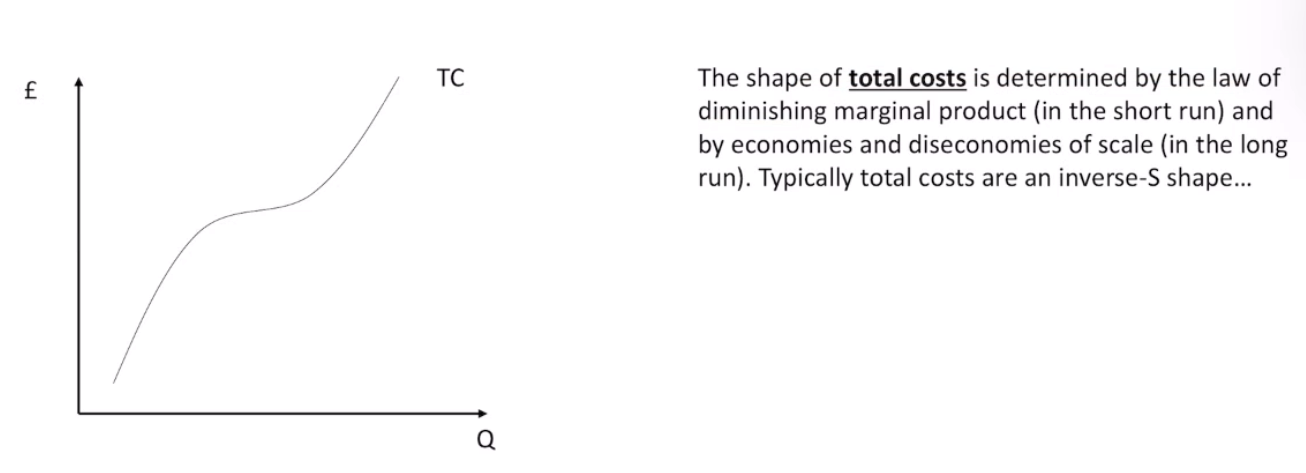 £
TC
Q
The shape of total costs is determined by the law of
diminishing marginal product (in the short run) and
by economies and diseconomies of scale (in the long
run). Typically total costs are an inverse-S shape…